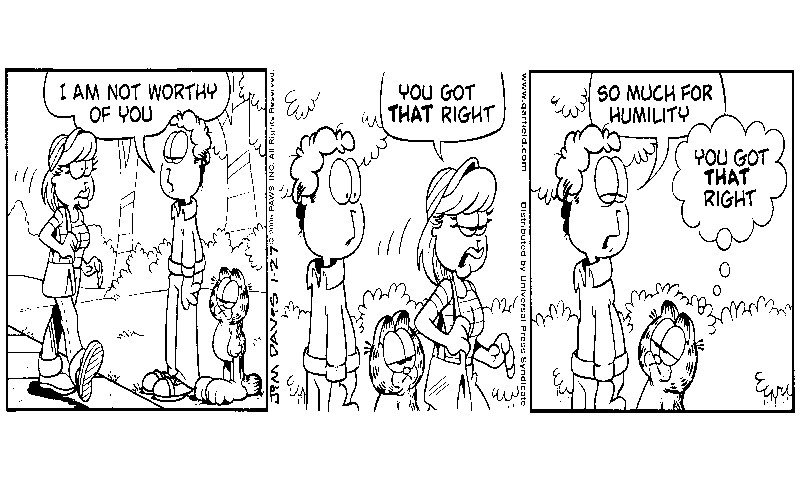 I AM NOT WORTHY
OF YOU
PAWS INC. All Rights Reserved.
JIM DAVIS 1-27
YOU GOT
THAT RIGHT
www.garfield.com
Distributed by Universal Press Syndicate
SO MUCH FOR
HUMILITY
YOU GOT
THAT
RIGHT